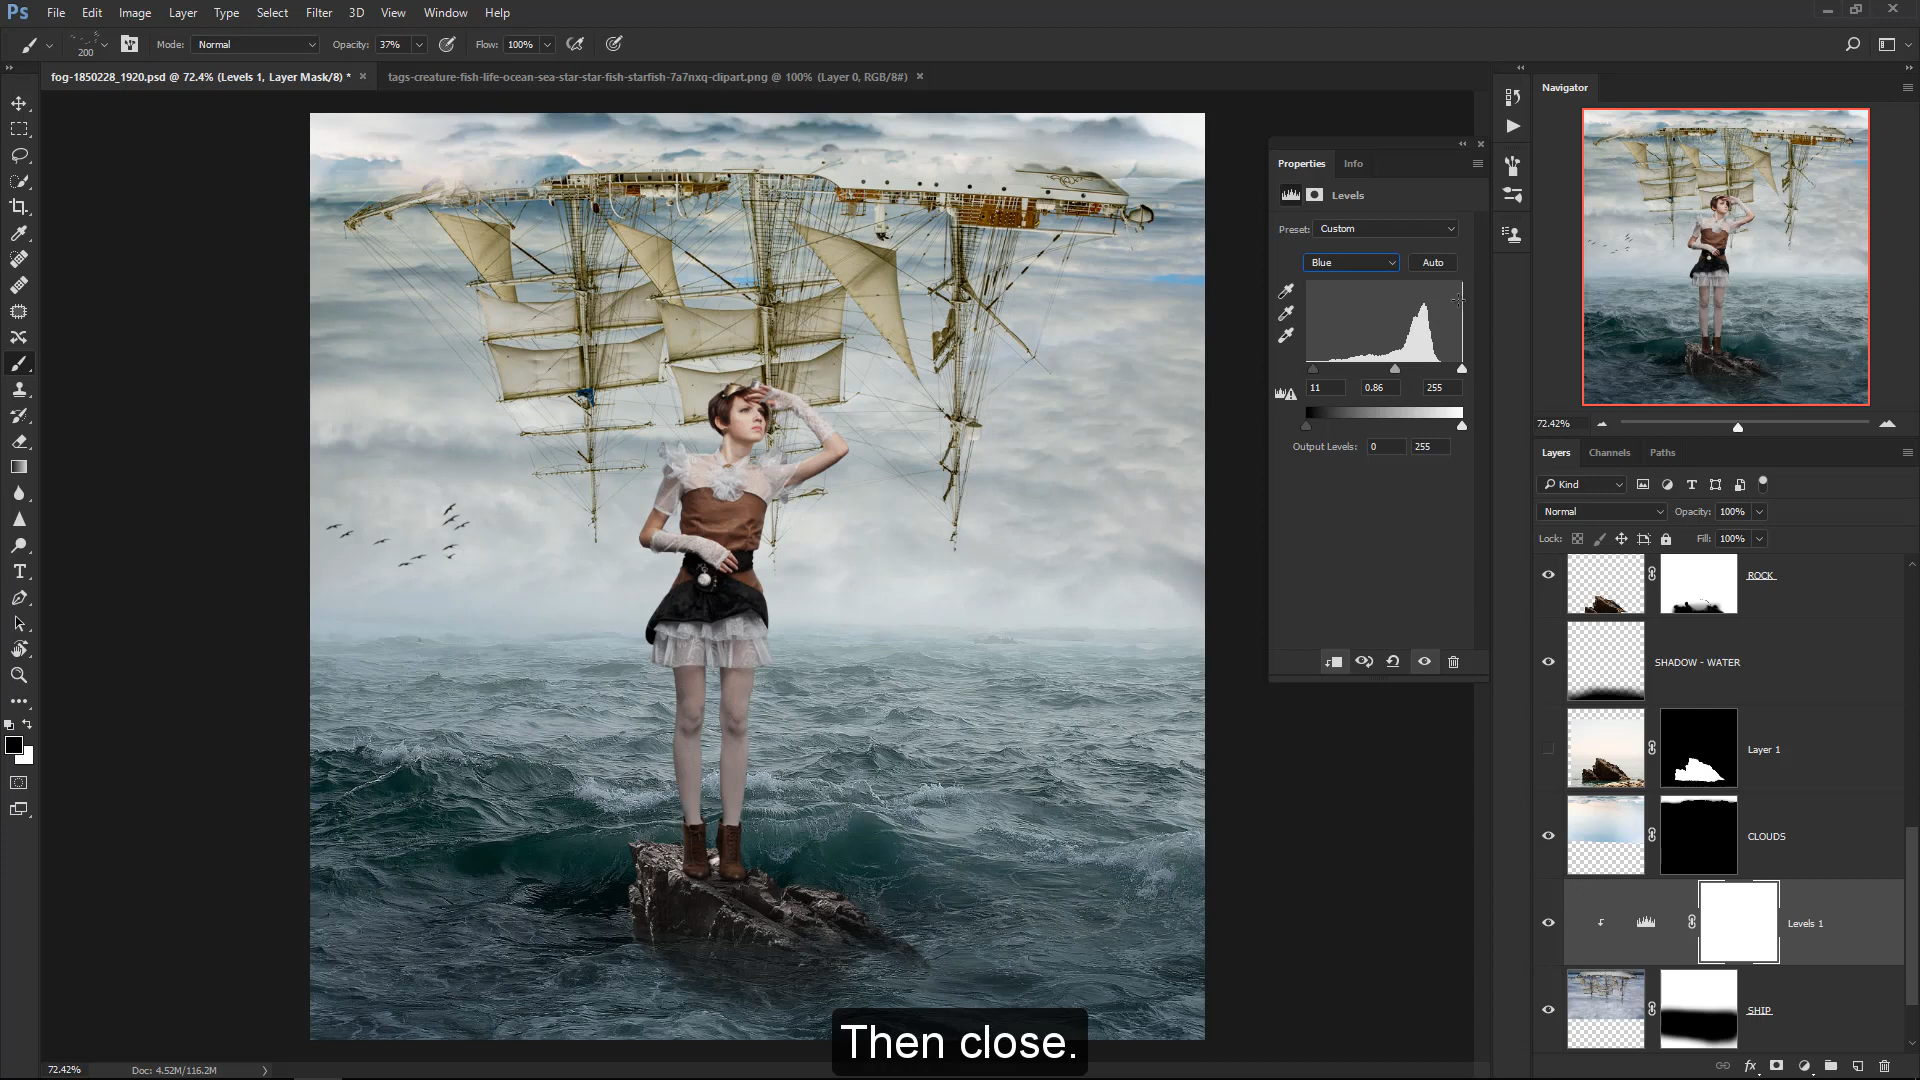 Ps File Edit Image Layer Type Select Filter 3D View Window Help
200 Mode: Normal Opacity: 37% Flow: 100%
fog-1850228_1920.psd @ 72.4% (Levels 1, Layer Mask/8) * × tags-creature-fish-life-ocean-sea-star-star-fish-starfish-7a7nxq-clipart.png @ 100% (Layer 0, RGB/8#) ×
Navigator
Properties Info
Levels
Preset: Custom
Blue Auto
11 0.86 255
Output Levels: 0 255
72.42%
Layers Channels Paths
Kind
Normal Opacity: 100%
Lock: Fill: 100%
ROCK
SHADOW - WATER
Layer 1
CLOUDS
Levels 1
SHIP
Then close.
72.42% Doc: 4.52M/116.2M